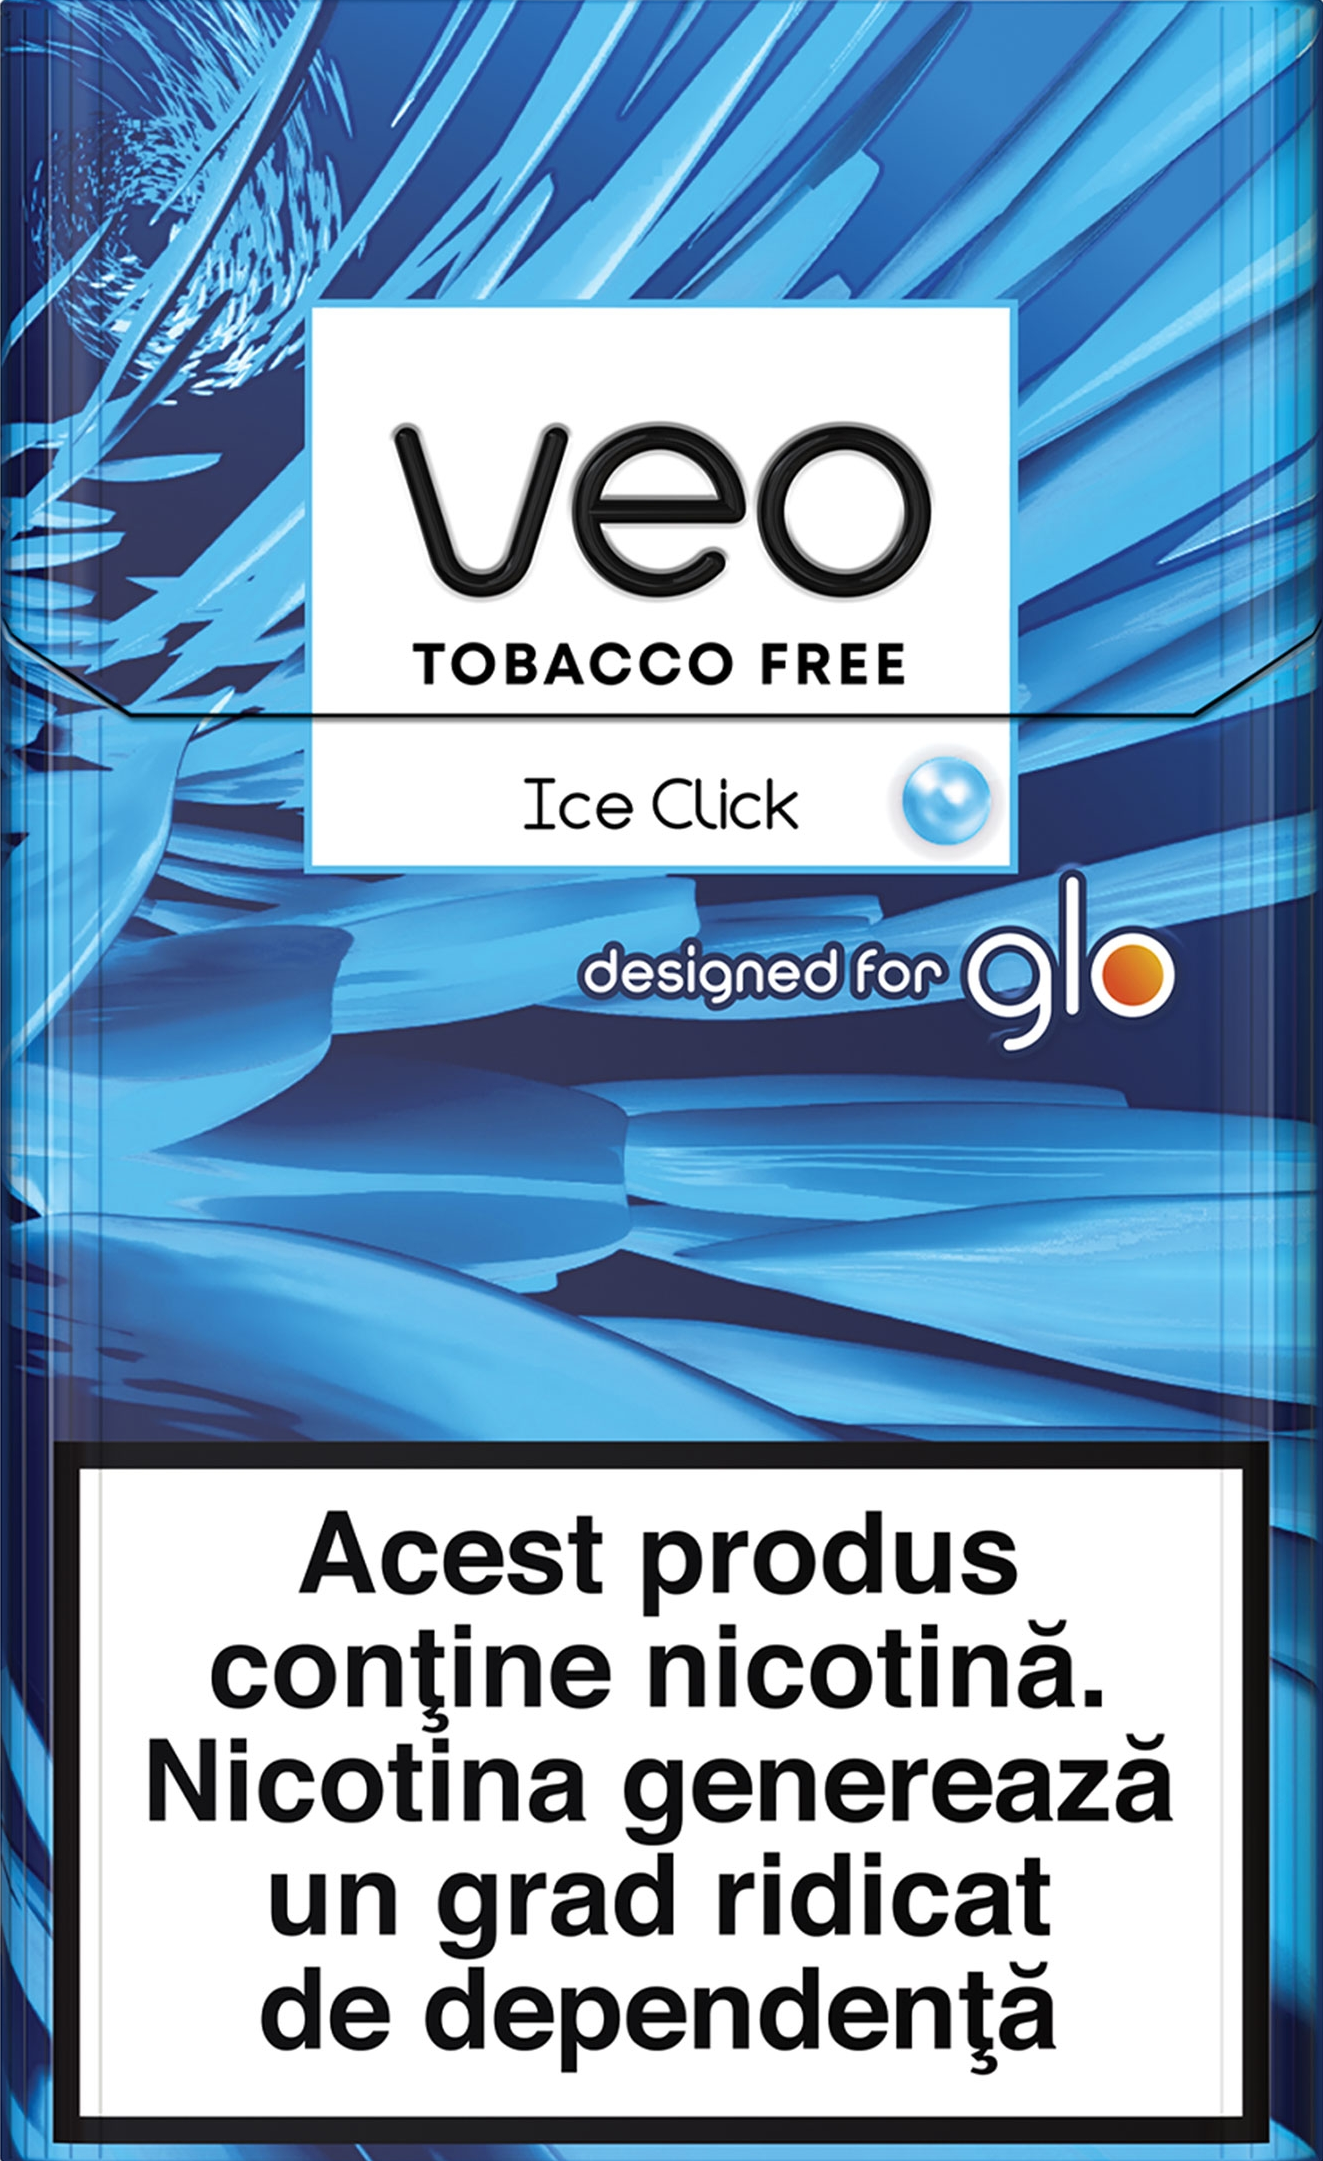 veo
TOBACCO FREE
Ice Click
designed for glo
Acest produs
conţine nicotină.
Nicotina generează
un grad ridicat
de dependenţă